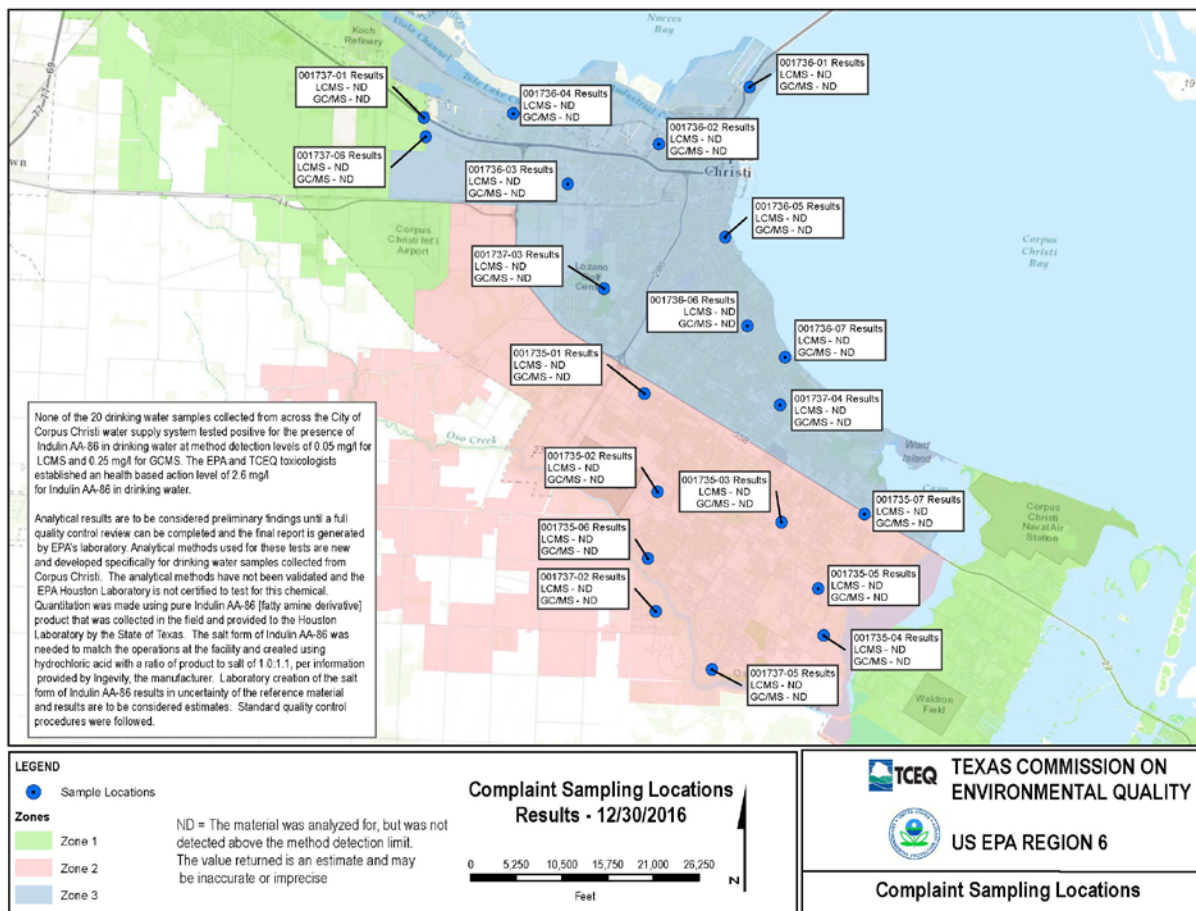 Nueces
Bay
Viola Channel
Koch
Refinery
Tule Lake
Industrial
77
77
69
44
286
358
22
Christi
Corpus
Christi Int'l
Airport
Lozano
Golf
Center
Corpus
Christi
Bay
Oso Creek
Ward
Island
Corpus
Christi
Naval Air
Station
Waldron
Field
001737-01 Results
LCMS - ND
GC/MS - ND
001736-04 Results
LCMS - ND
GC/MS - ND
001736-01 Results
LCMS - ND
GC/MS - ND
001737-06 Results
LCMS - ND
GC/MS - ND
001736-02 Results
LCMS - ND
GC/MS - ND
001736-03 Results
LCMS - ND
GC/MS - ND
001736-05 Results
LCMS - ND
GC/MS - ND
001737-03 Results
LCMS - ND
GC/MS - ND
001736-06 Results
LCMS - ND
GC/MS - ND
001736-07 Results
LCMS - ND
GC/MS - ND
001735-01 Results
LCMS - ND
GC/MS - ND
001737-04 Results
LCMS - ND
GC/MS - ND
001735-02 Results
LCMS - ND
GC/MS - ND
001735-03 Results
LCMS - ND
GC/MS - ND
001735-07 Results
LCMS - ND
GC/MS - ND
001735-06 Results
LCMS - ND
GC/MS - ND
001737-02 Results
LCMS - ND
GC/MS - ND
001735-05 Results
LCMS - ND
GC/MS - ND
001735-04 Results
LCMS - ND
GC/MS - ND
001737-05 Results
LCMS - ND
GC/MS - ND
None of the 20 drinking water samples collected from across the City of
Corpus Christi water supply system tested positive for the presence of
Indulin AA-86 in drinking water at method detection levels of 0.05 mg/l for
LCMS and 0.25 mg/l for GCMS. The EPA and TCEQ toxicologists
established an health based action level of 2.6 mg/l
for Indulin AA-86 in drinking water.
Analytical results are to be considered preliminary findings until a full
quality control review can be completed and the final report is generated
by EPA's laboratory. Analytical methods used for these tests are new
and developed specifically for drinking water samples collected from
Corpus Christi. The analytical methods have not been validated and the
EPA Houston Laboratory is not certified to test for this chemical.
Quantitation was made using pure Indulin AA-86 [fatty amine derivative]
product that was collected in the field and provided to the Houston
Laboratory by the State of Texas. The salt form of Indulin AA-86 was
needed to match the operations at the facility and created using
hydrochloric acid with a ratio of product to salt of 1.0:1.1, per information
provided by Ingevity, the manufacturer. Laboratory creation of the salt
form of Indulin AA-86 results in uncertainty of the reference material
and results are to be considered estimates. Standard quality control
procedures were followed.
LEGEND
Sample Locations
Zones
Zone 1
Zone 2
Zone 3
ND = The material was analyzed for, but was not
detected above the method detection limit.
The value returned is an estimate and may
be inaccurate or imprecise
Complaint Sampling Locations
Results - 12/30/2016
0 5,250 10,500 15,750 21,000 26,250
Feet
N
TCEQ
TEXAS COMMISSION ON
ENVIRONMENTAL QUALITY
US EPA REGION 6
Complaint Sampling Locations